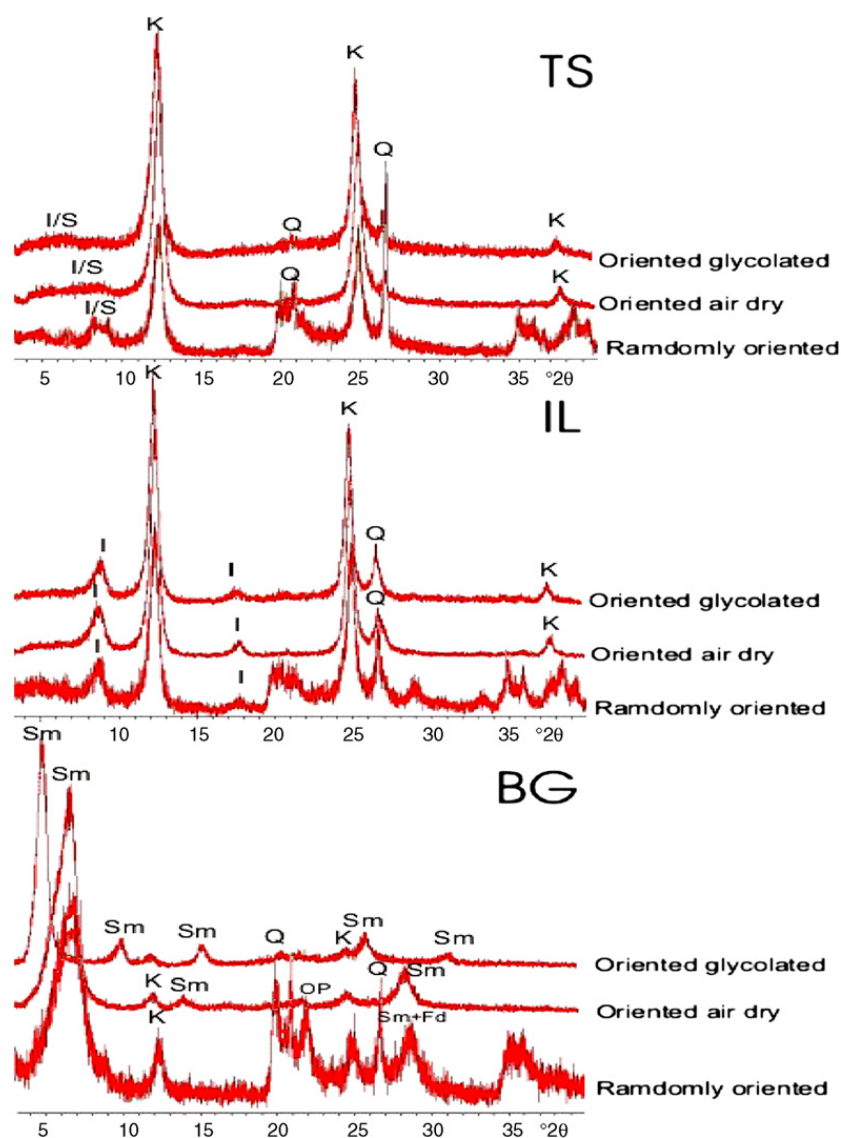 K
K
TS
Q
I/S
Q
K
Oriented glycolated
I/S
Q
K
Oriented air dry
I/S
Ramdomly oriented
5 10 15 20 25 30 35 °2θ
K
K
IL
Q
I
I
K
Oriented glycolated
I
Q
I
K
Oriented air dry
I
I
Ramdomly oriented
5 10 15 20 25 30 35 °2θ
Sm
Sm
BG
Sm Sm Q K Sm Sm
Oriented glycolated
K Sm OP Q Sm
Oriented air dry
K Sm+Fd
Ramdomly oriented
5 10 15 20 25 30 35 °2θ